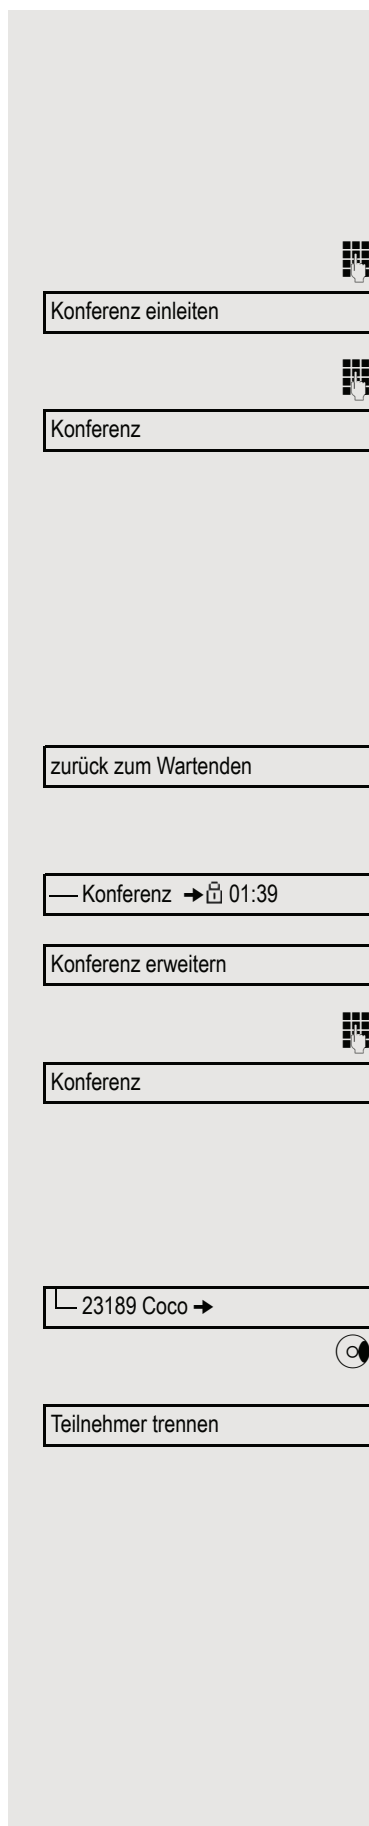 Konferenz einleiten
Konferenz
zurück zum Wartenden
Konferenz 01:39
Konferenz erweitern
Konferenz
23189 Coco
Teilnehmer trennen